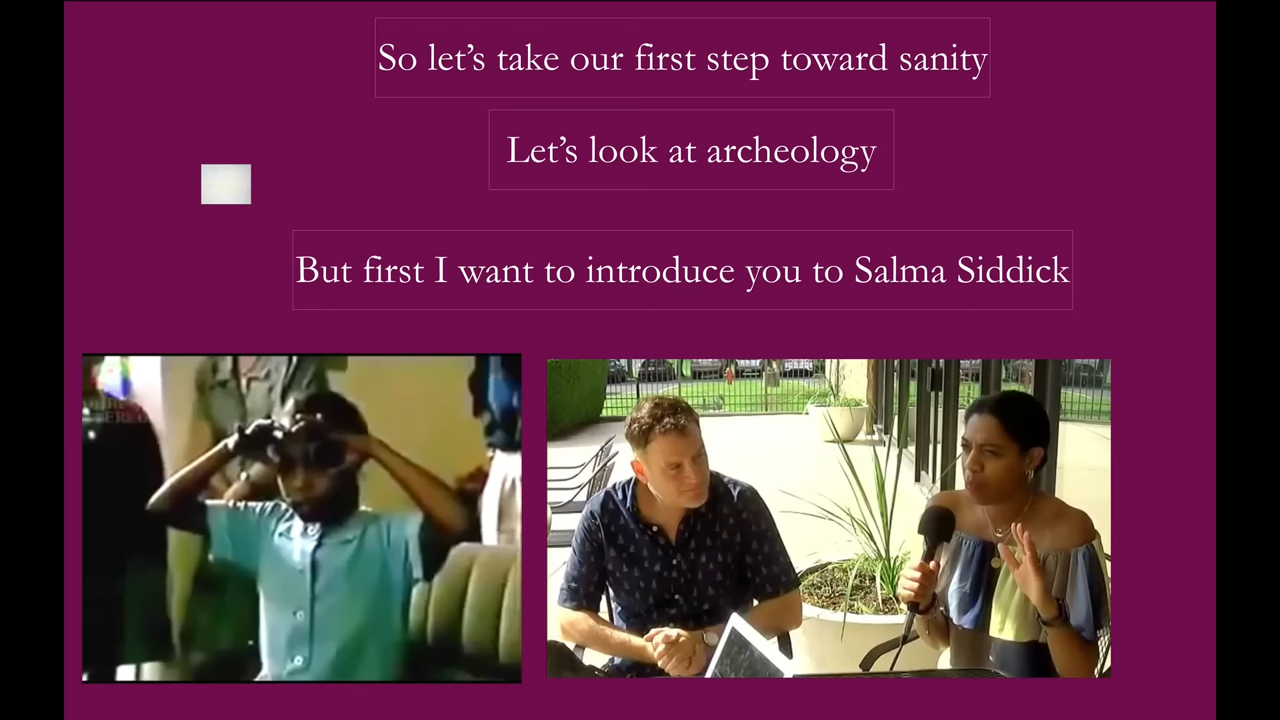 So let’s take our first step toward sanity
Let’s look at archeology
But first I want to introduce you to Salma Siddick